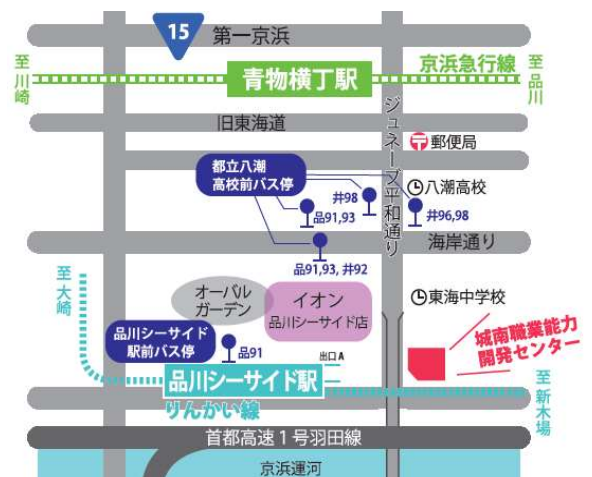 15
第一京浜
至川崎
青物横丁駅
京浜急行線
至品川
ジュネーブ平和通り
旧東海道
郵便局
都立八潮
高校前バス停
井98
品91,93
八潮高校
井96,98
海岸通り
品91,93, 井92
至大崎
オーバル
ガーデン
イオン
品川シーサイド店
東海中学校
品川シーサイド
駅前バス停
品91
出口A
城南職業能力
開発センター
品川シーサイド駅
りんかい線
至新木場
首都高速1号羽田線
京浜運河